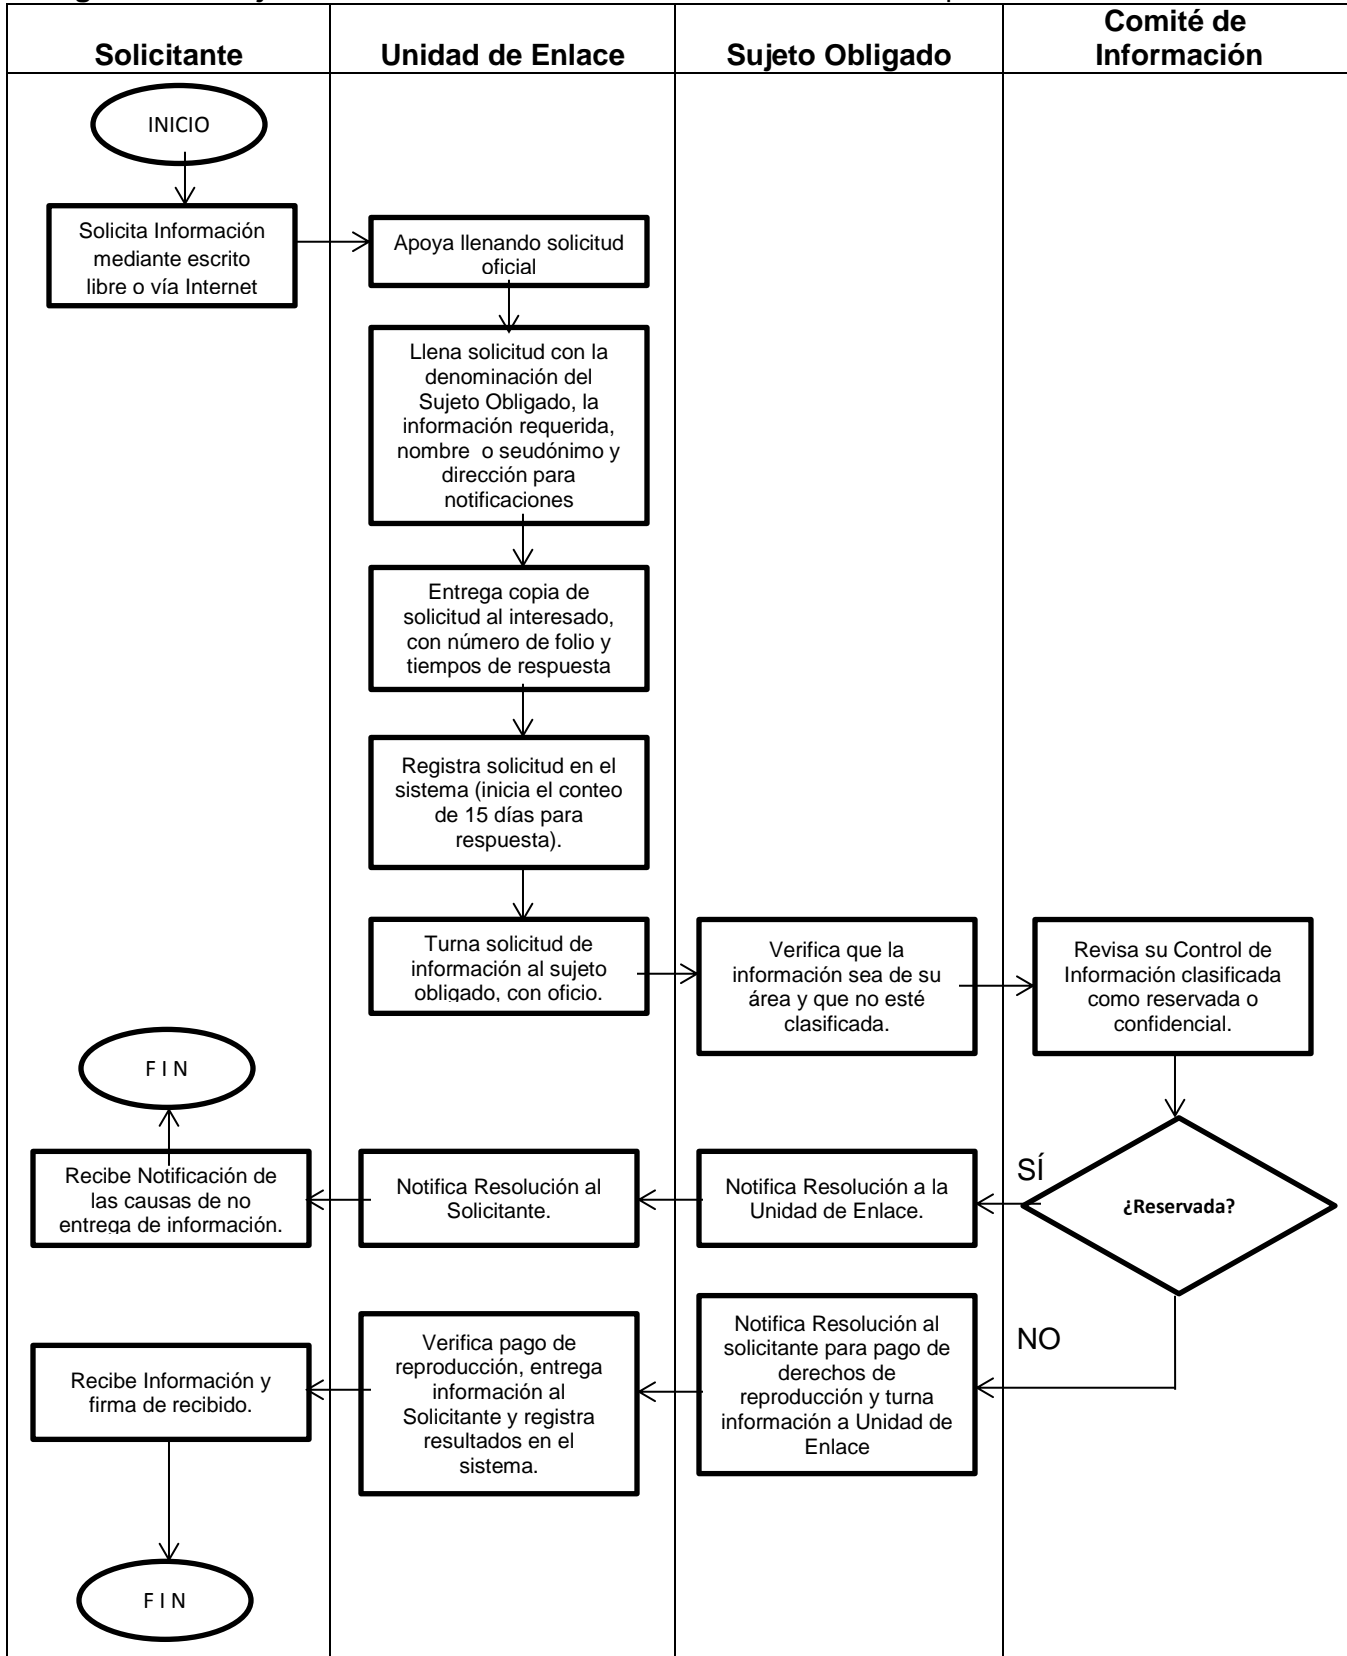 Comité de
Solicitante Unidad de Enlace Sujeto Obligado Información
INICIO
Solicita Información
mediante escrito
libre o vía Internet
Apoya llenando solicitud
oficial
Llena solicitud con la
denominación del
Sujeto Obligado, la
información requerida,
nombre o seudónimo y
dirección para
notificaciones
Entrega copia de
solicitud al interesado,
con número de folio y
tiempos de respuesta
Registra solicitud en el
sistema (inicia el conteo
de 15 días para
respuesta).
Turna solicitud de
información al sujeto
obligado, con oficio.
Verifica que la
información sea de su
área y que no esté
clasificada.
Revisa su Control de
Información clasificada
como reservada o
confidencial.
¿Reservada?
SÍ
Notifica Resolución a la
Unidad de Enlace.
Notifica Resolución al
Solicitante.
Recibe Notificación de
las causas de no
entrega de información.
F I N
NO
Notifica Resolución al
solicitante para pago de
derechos de
reproducción y turna
información a Unidad de
Enlace
Verifica pago de
reproducción, entrega
información al
Solicitante y registra
resultados en el
sistema.
Recibe Información y
firma de recibido.
F I N